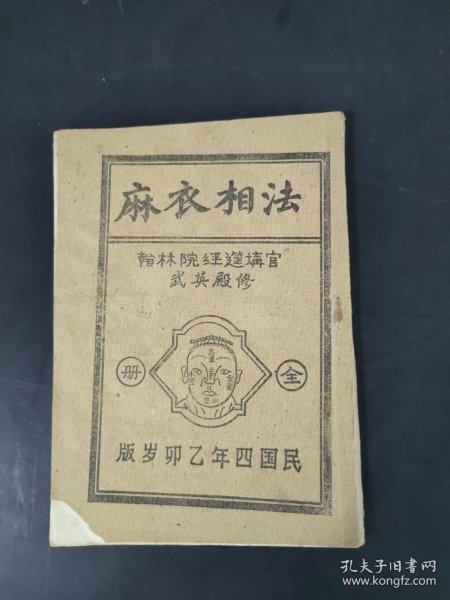 麻衣相法
翰林院经筵講官
武英殿修
全册
民国四年乙卯岁版
孔夫子旧书网
www.kongfz.com